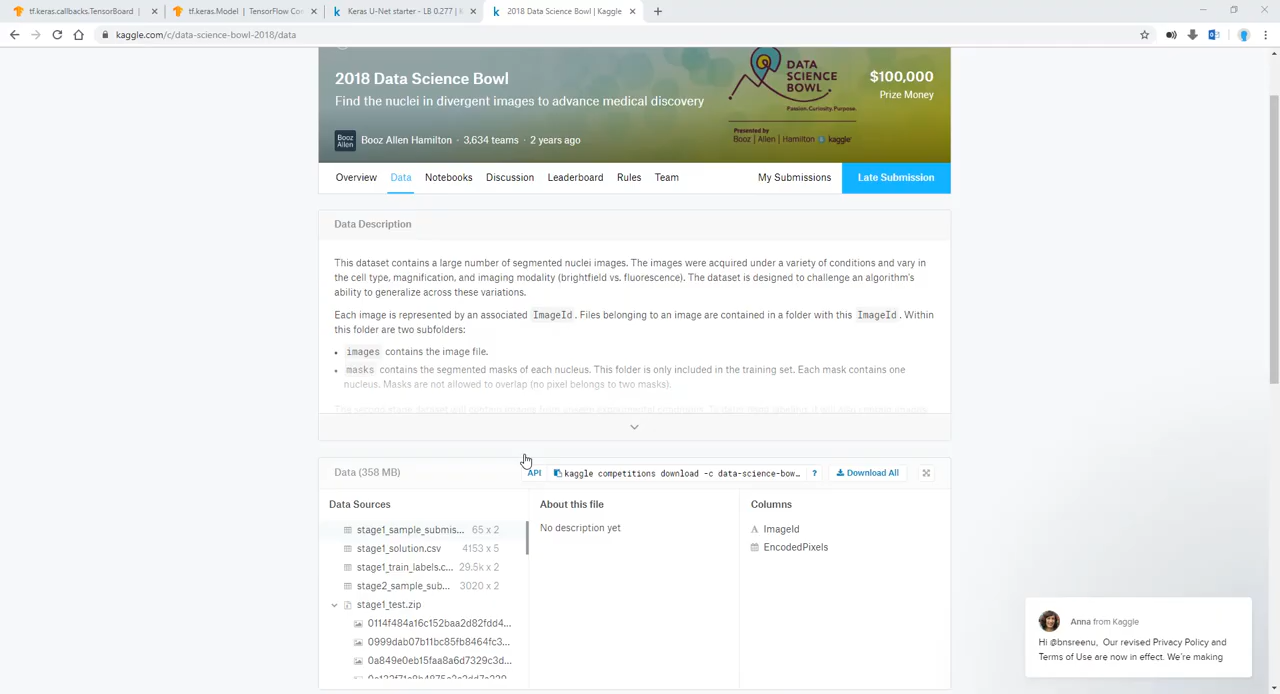 tf.keras.callbacks.TensorBoard
tf.keras.Model | TensorFlow Co
Keras U-Net starter - LB 0.277 | K
2018 Data Science Bowl | Kaggle
kaggle.com/c/data-science-bowl-2018/data
2018 Data Science Bowl
Find the nuclei in divergent images to advance medical discovery
Booz Allen
Booz Allen Hamilton · 3,634 teams · 2 years ago
DATA
SCIENCE
BOWL
Passion. Curiosity. Purpose.
Presented by
Booz | Allen | Hamilton kaggle
$100,000
Prize Money
Overview Data Notebooks Discussion Leaderboard Rules Team My Submissions Late Submission
Data Description
This dataset contains a large number of segmented nuclei images. The images were acquired under a variety of conditions and vary in
the cell type, magnification, and imaging modality (brightfield vs. fluorescence). The dataset is designed to challenge an algorithm's
ability to generalize across these variations.
Each image is represented by an associated ImageId. Files belonging to an image are contained in a folder with this ImageId. Within
this folder are two subfolders:
• images contains the image file.
• masks contains the segmented masks of each nucleus. This folder is only included in the training set. Each mask contains one
nucleus. Masks are not allowed to overlap (no pixel belongs to two masks).
Data (358 MB)
API kaggle competitions download -c data-science-bow… ? Download All
Data Sources
stage1_sample_submis... 65 x 2
stage1_solution.csv 4153 x 5
stage1_train_labels.c... 29.5k x 2
stage2_sample_sub... 3020 x 2
stage1_test.zip
0114f484a16c152baa2d82fdd4...
0999dab07b11bc85fb8464fc3...
0a849e0eb15faa8a6d7329c3d...
About this file
No description yet
Columns
A ImageId
EncodedPixels
Anna from Kaggle
Hi @bnsreenu, Our revised Privacy Policy and
Terms of Use are now in effect. We're making